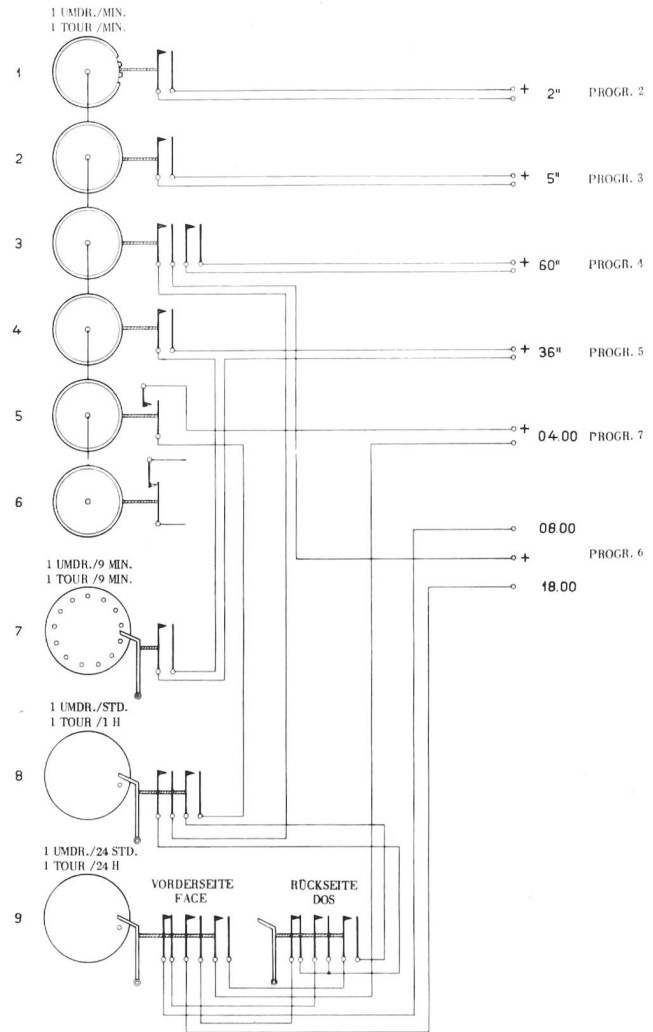 1 UMDR./MIN.
1 TOUR/MIN.
1
+ 2" PROGR. 2
2
+ 5" PROGR. 3
3
+ 60" PROGR. 4
4
+ 36" PROGR. 5
5
+ 04.00 PROGR. 7
6
08.00
+ PROGR. 6
18.00
1 UMDR./9 MIN.
1 TOUR/9 MIN.
7
1 UMDR./STD.
1 TOUR/1 H
8
1 UMDR./24 STD.
1 TOUR/24 H
9
VORDERSEITE
FACE
RÜCKSEITE
DOS